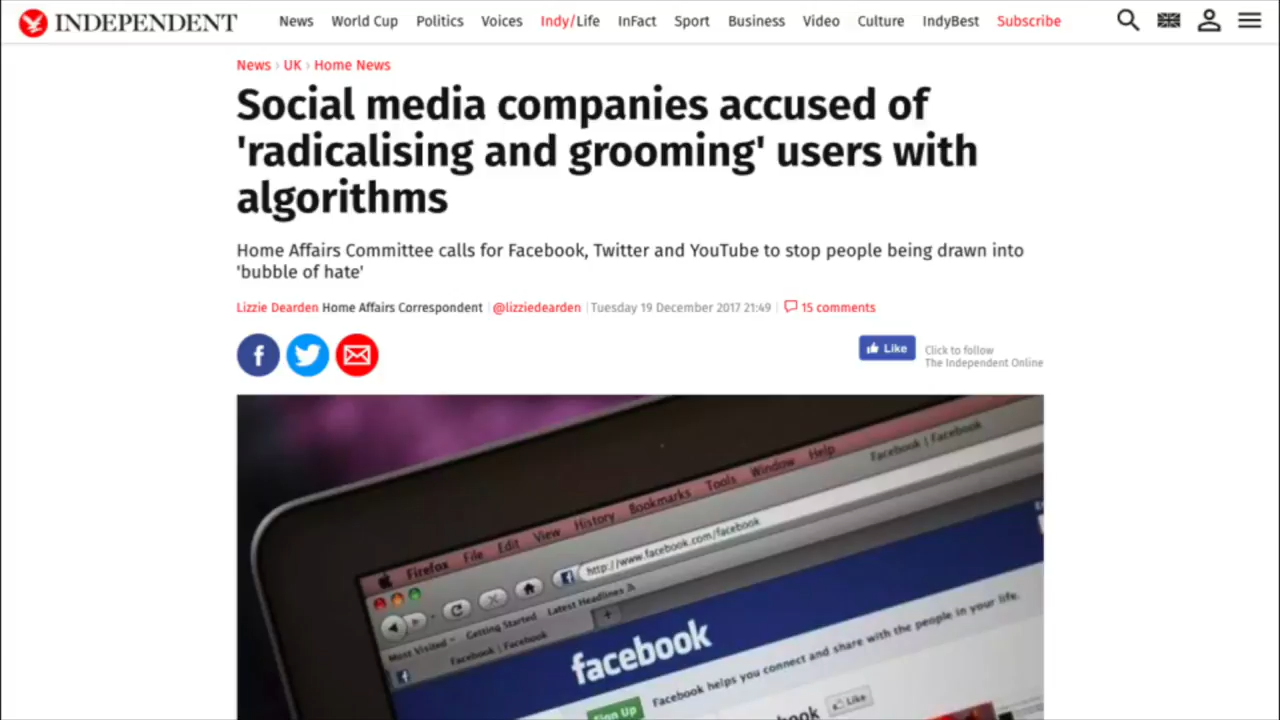 INDEPENDENT
News World Cup Politics Voices Indy/Life InFact Sport Business Video Culture IndyBest Subscribe
News › UK › Home News
Social media companies accused of
'radicalising and grooming' users with
algorithms
Home Affairs Committee calls for Facebook, Twitter and YouTube to stop people being drawn into
'bubble of hate'
Lizzie Dearden Home Affairs Correspondent | @lizziedearden | Tuesday 19 December 2017 21:49 | 15 comments
Like
Click to follow
The Independent Online
Facebook | Facebook
Firefox File Edit View History Bookmarks Tools Window Help
http://www.facebook.com/facebook
Most Visited Getting Started Latest Headlines
Facebook | Facebook
facebook
Facebook helps you connect and share with the people in your life.
Sign Up
Like